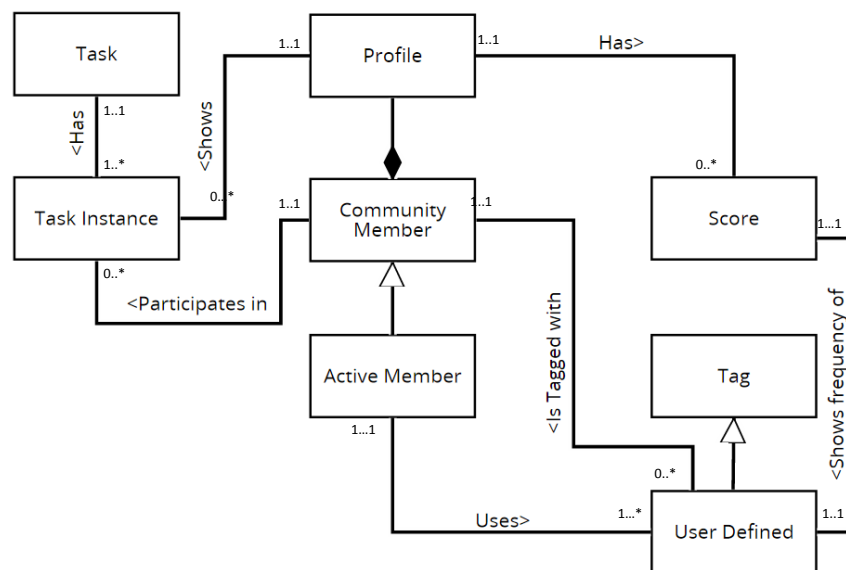 Task
1..1
Profile
1..1
Has>
1..1
<Has
<Shows
1..*
0..*
0..*
Task Instance
1..1
Community
Member
1..1
Score
1...1
0..*
<Participates in
<Is Tagged with
<Shows frequency of
Active Member
Tag
1...1
0..*
Uses>
1...*
User Defined
1..1